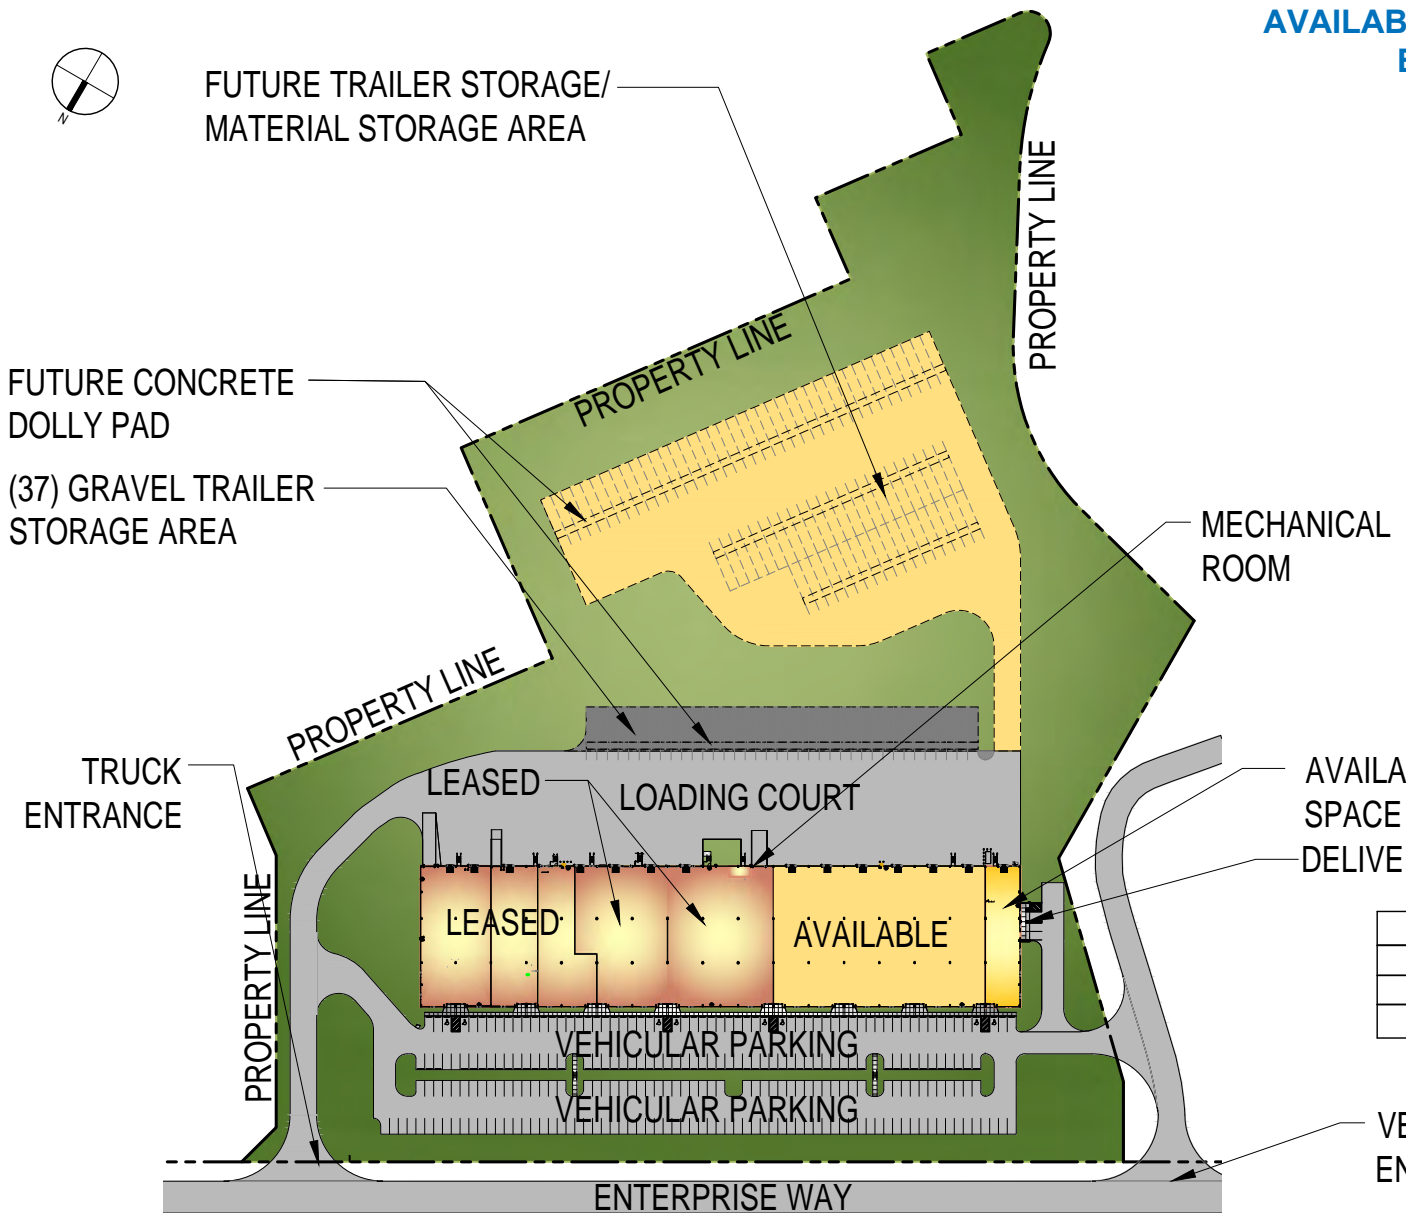 AVAILAB
E
N
FUTURE TRAILER STORAGE/
MATERIAL STORAGE AREA
PROPERTY LINE
PROPERTY LINE
FUTURE CONCRETE
DOLLY PAD
(37) GRAVEL TRAILER
STORAGE AREA
MECHANICAL
ROOM
PROPERTY LINE
TRUCK
ENTRANCE
LEASED
LOADING COURT
AVAILA
SPACE
DELIVE
PROPERTY LINE
LEASED
AVAILABLE
VEHICULAR PARKING
VEHICULAR PARKING
VE
EN
ENTERPRISE WAY